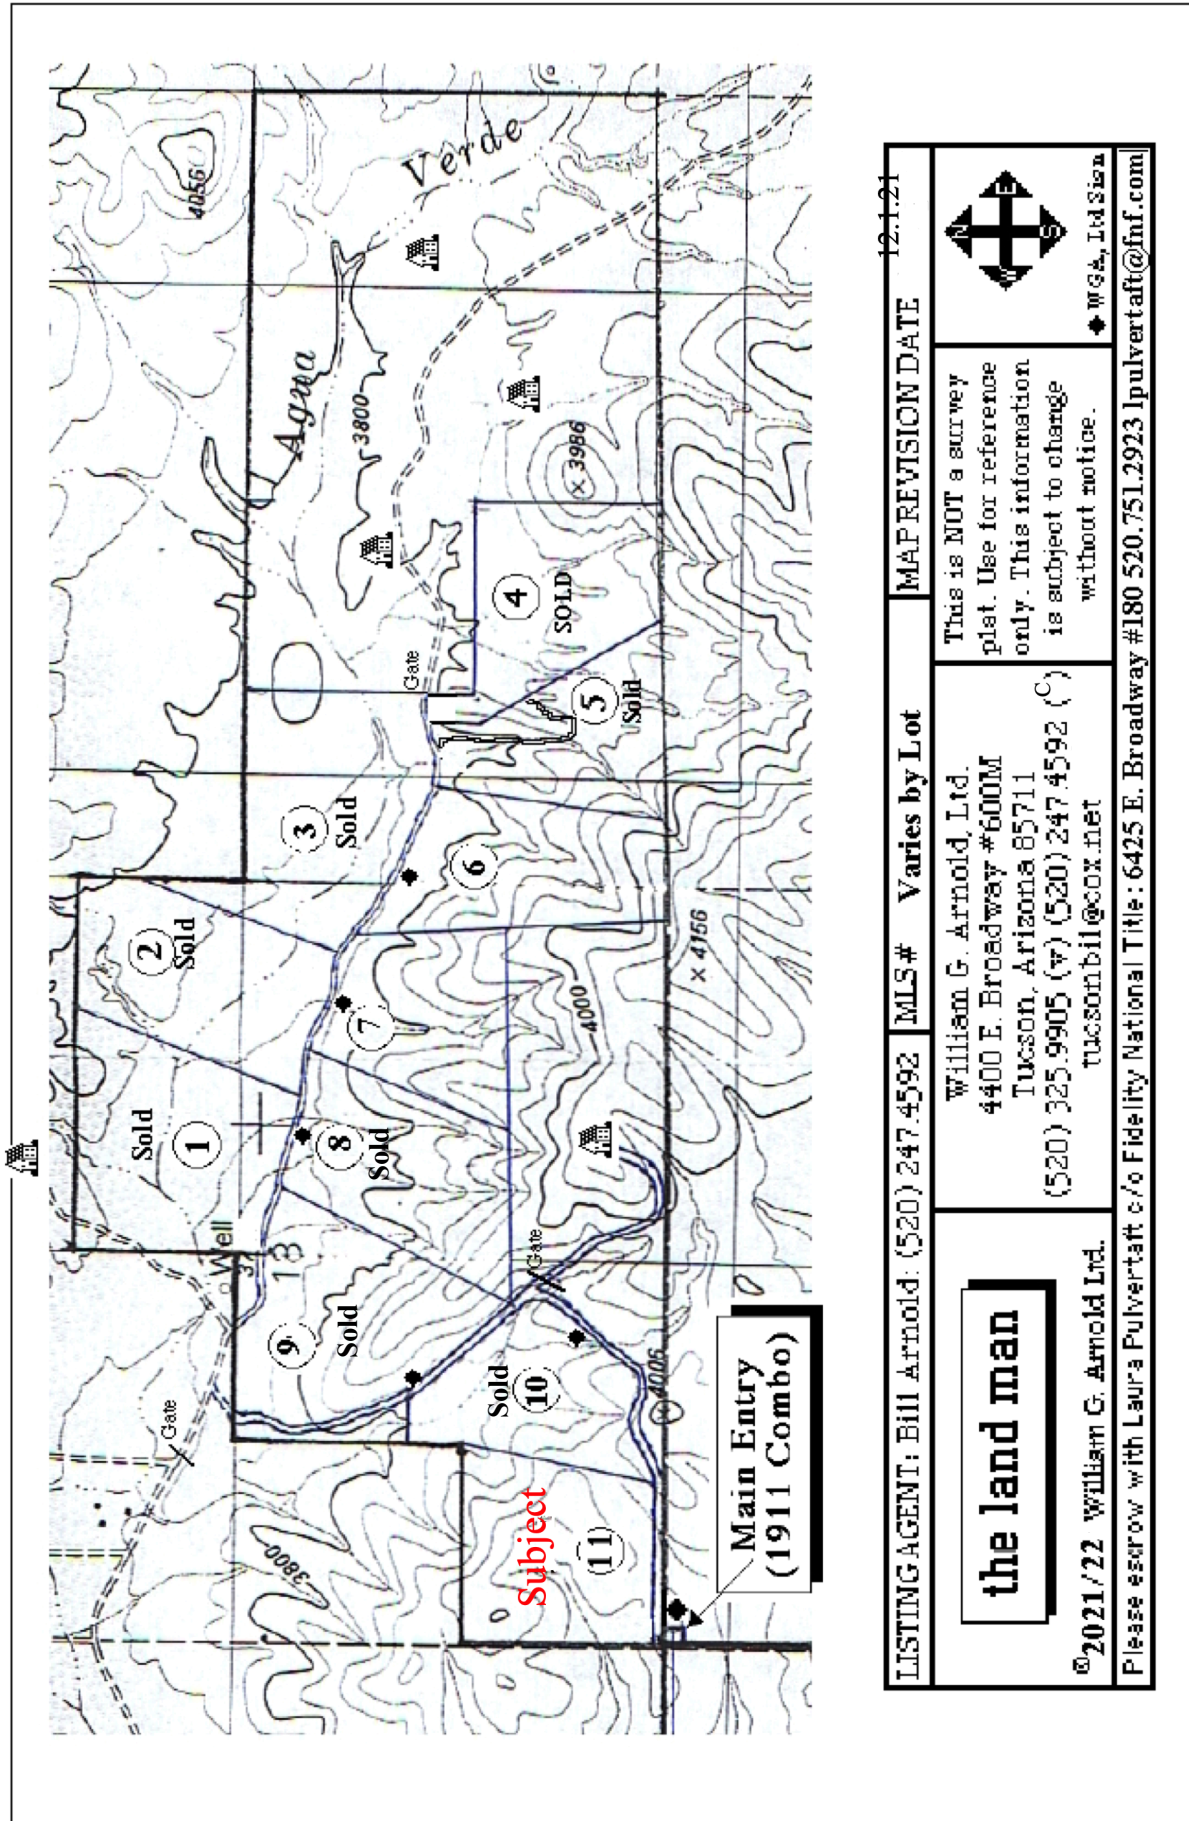 4056
Verde
Agua
3800
× 3986
4
SOLD
Gate
5
Sold
3
Sold
2
Sold
6
× 4156
4000
7
1
Sold
8
Sold
Well
13
9
Sold
Gate
Gate
10
Sold
4006
3800
Subject
11
Main Entry
(1911 Combo)
LISTING AGENT: Bill Arnold: (520) 247.4592
MLS# Varies by Lot
MAP REVISION DATE 12.1.21
the land man
©2021/22 William G. Arnold Ltd.
William G. Arnold, Ltd.
4400 E. Broadway #600M
Tucson, Arizona 85711
(520) 325.9905 (v) (520) 247.4592 (C)
tucsonbil@cox.net
This is NOT a survey
plat. Use for reference
only. This information
is subject to change
without notice.
N
W E
S
WGA, Ltd Sign
Please escrow with Laura Pulvertaft c/o Fidelity National Title: 6425 E. Broadway #180 520.751.2923 lpulvertaft@fnf.com